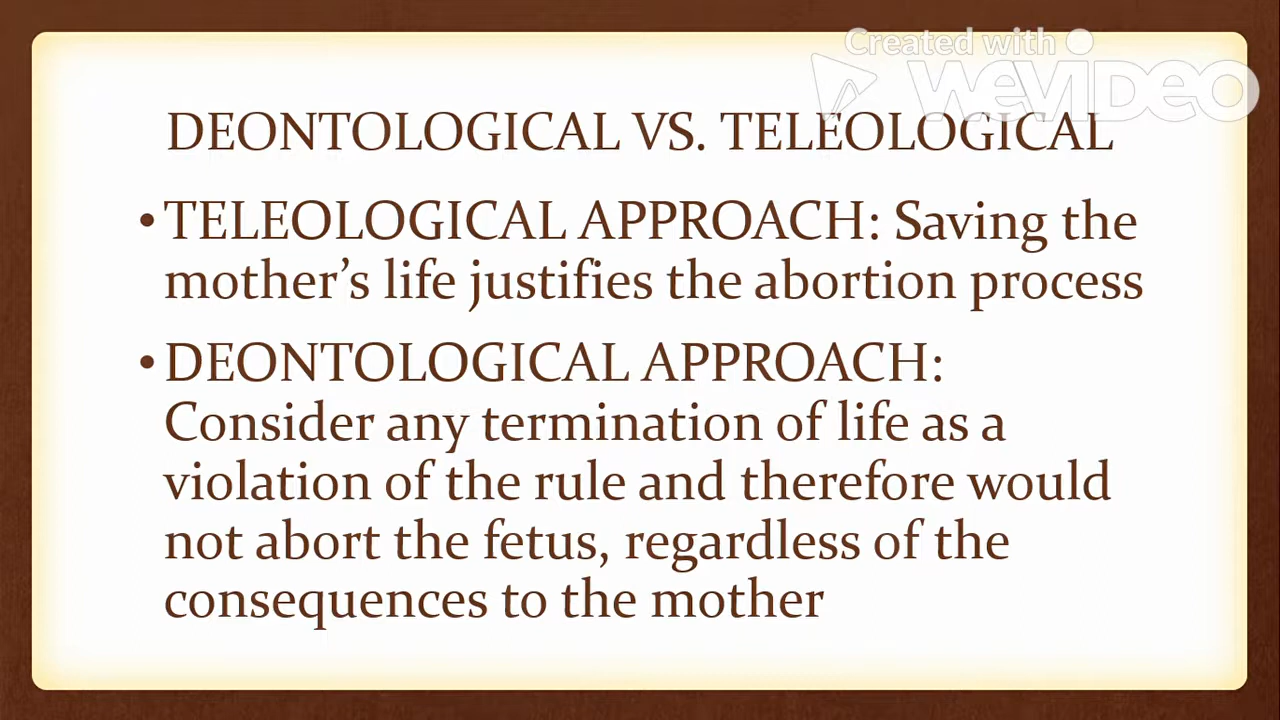 Created with
WeVideo
DEONTOLOGICAL VS. TELEOLOGICAL
• TELEOLOGICAL APPROACH: Saving the
mother’s life justifies the abortion process
• DEONTOLOGICAL APPROACH:
Consider any termination of life as a
violation of the rule and therefore would
not abort the fetus, regardless of the
consequences to the mother